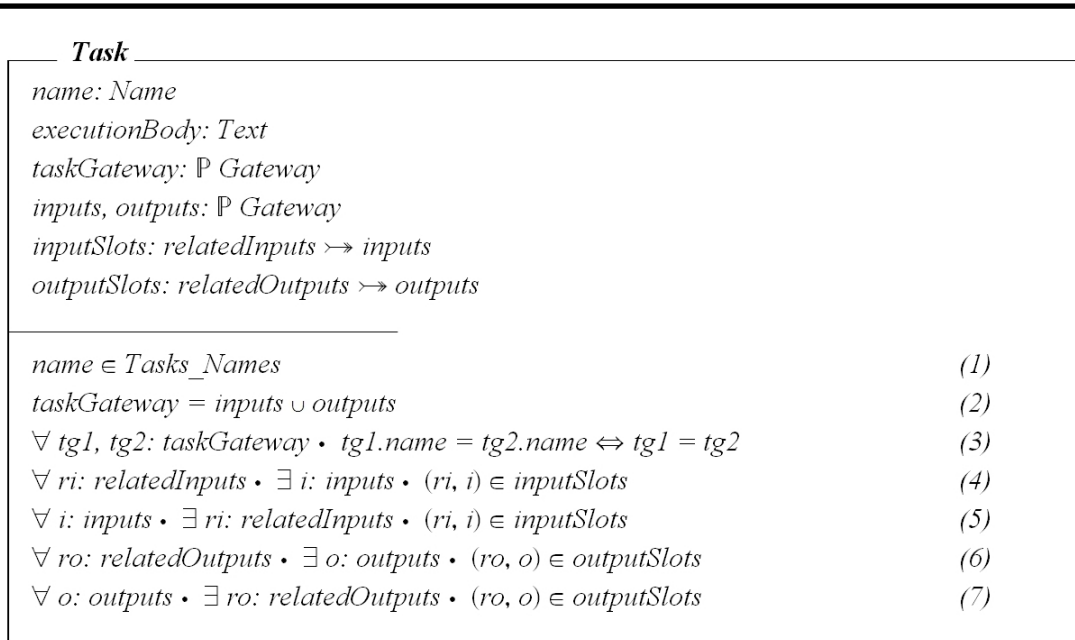 Task
name: Name
executionBody: Text
taskGateway: ℙ Gateway
inputs, outputs: ℙ Gateway
inputSlots: relatedInputs ⤖ inputs
outputSlots: relatedOutputs ⤖ outputs
name ∈ Tasks_Names (1)
taskGateway = inputs ∪ outputs (2)
∀ tg1, tg2: taskGateway • tg1.name = tg2.name ⇔ tg1 = tg2 (3)
∀ ri: relatedInputs • ∃ i: inputs • (ri, i) ∈ inputSlots (4)
∀ i: inputs • ∃ ri: relatedInputs • (ri, i) ∈ inputSlots (5)
∀ ro: relatedOutputs • ∃ o: outputs • (ro, o) ∈ outputSlots (6)
∀ o: outputs • ∃ ro: relatedOutputs • (ro, o) ∈ outputSlots (7)